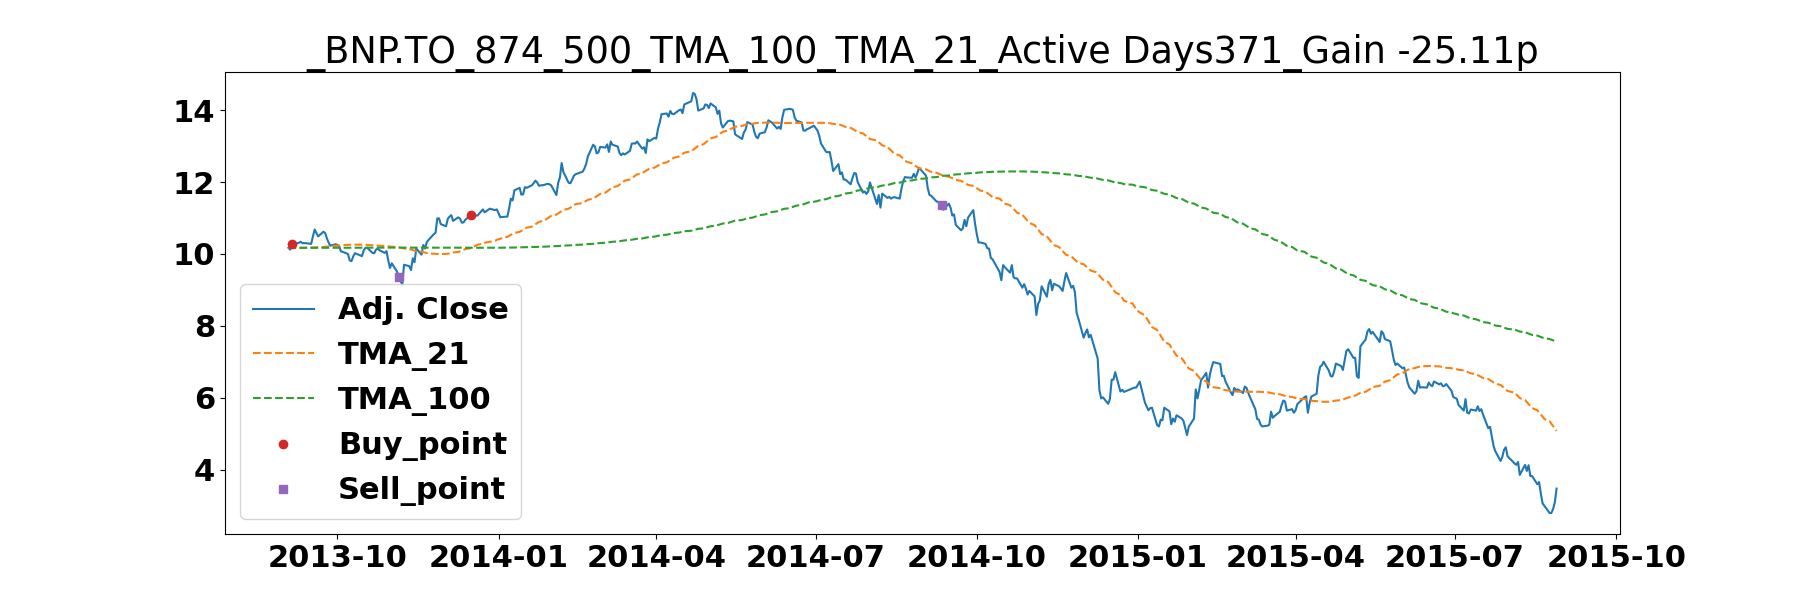 _BNP.TO_874_500_TMA_100_TMA_21_Active Days371_Gain -25.11p
14
12
10
8
6
4
Adj. Close
TMA_21
TMA_100
Buy_point
Sell_point
2013-10 2014-01 2014-04 2014-07 2014-10 2015-01 2015-04 2015-07 2015-10